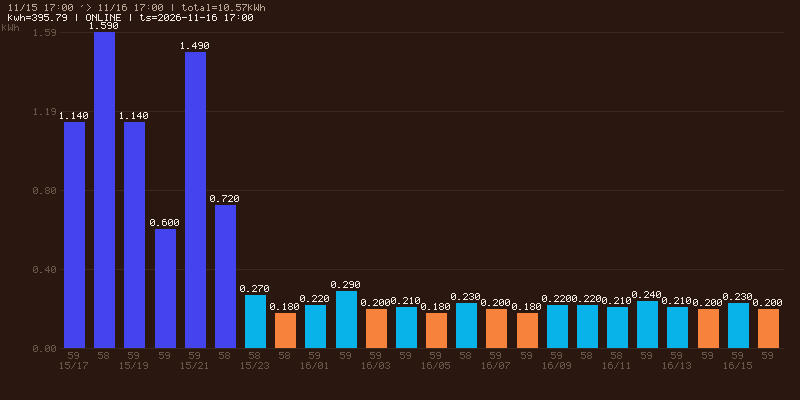 11/15 17:00 -> 11/16 17:00 | total=10.57kWh
kwh=395.79 | ONLINE | ts=2026-11-16 17:00
kWh
1.59
1.19
0.80
0.40
0.00
1.140 1.590 1.140 0.600 1.490 0.720 0.270 0.180 0.220 0.290 0.200 0.210 0.180 0.230 0.200 0.180 0.220 0.220 0.210 0.240 0.210 0.200 0.230 0.200
59 58 59 59 59 58 58 58 59 59 59 59 59 58 59 59 59 58 58 59 59 59 59 59
15/17 15/19 15/21 15/23 16/01 16/03 16/05 16/07 16/09 16/11 16/13 16/15